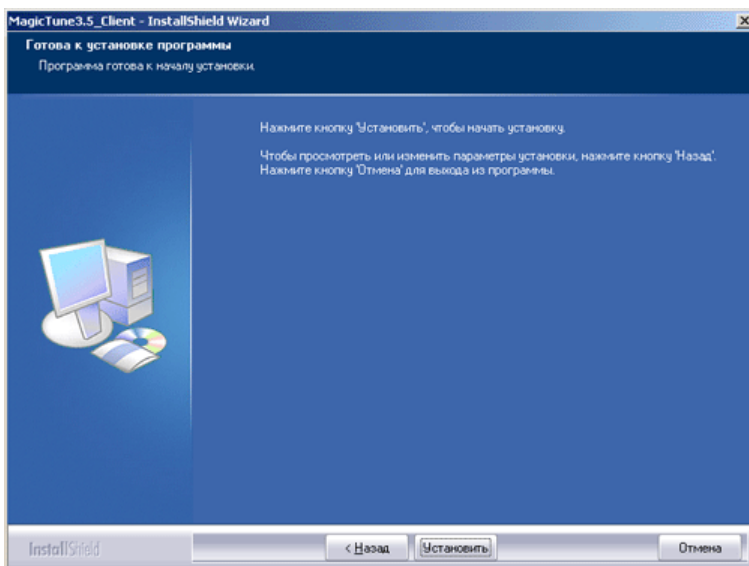 MagicTune3.5_Client - InstallShield Wizard
Готова к установке программы
Программа готова к началу установки.
Нажмите кнопку 'Установить', чтобы начать установку.
Чтобы просмотреть или изменить параметры установки, нажмите кнопку 'Назад'.
Нажмите кнопку 'Отмена' для выхода из программы.
InstallShield
< Назад
Установить
Отмена